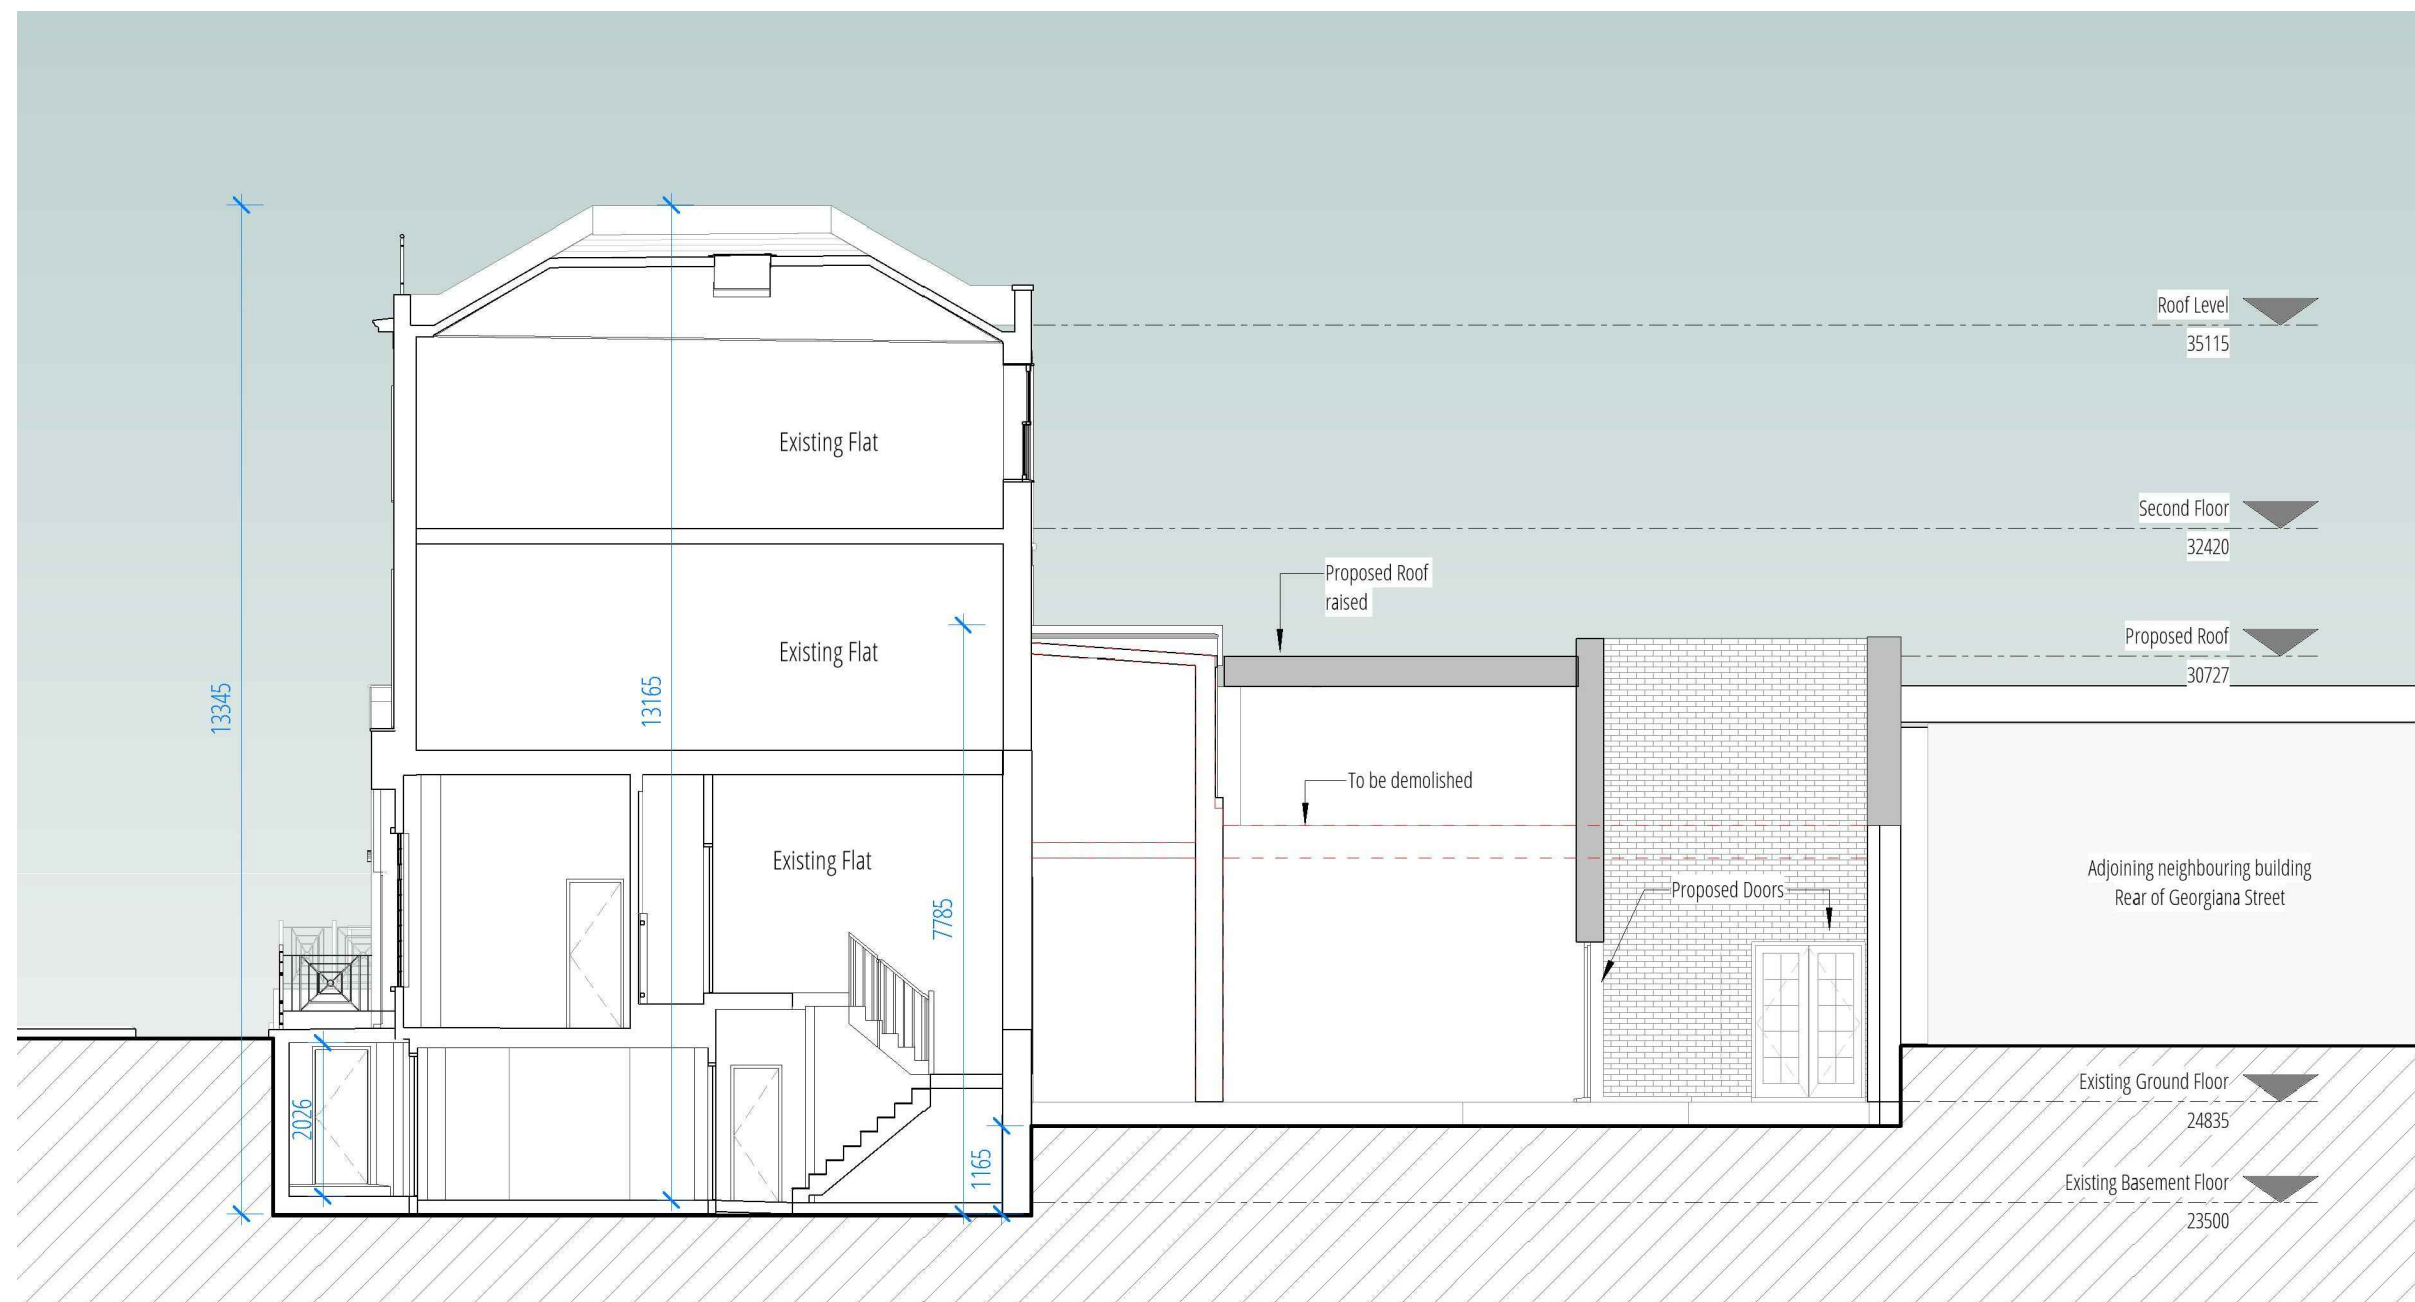 Roof Level
35115
Existing Flat
Second Floor
32420
Proposed Roof
raised
Proposed Roof
30727
Existing Flat
13345
13165
To be demolished
Existing Flat
7785
Proposed Doors
Adjoining neighbouring building
Rear of Georgiana Street
2026
1165
Existing Ground Floor
24835
Existing Basement Floor
23500